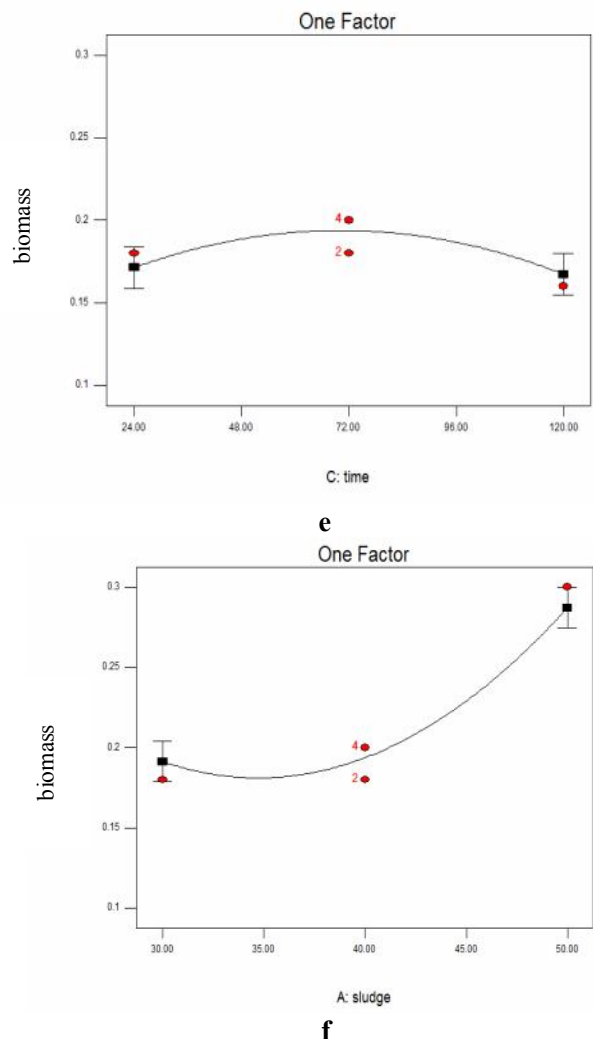 One Factor
0.3
0.25
biomass
0.2
4
2
0.15
0.1
24.00 48.00 72.00 96.00 120.00
C: time
e
One Factor
0.3
0.25
biomass
0.2
4
2
0.15
0.1
30.00 35.00 40.00 45.00 50.00
A: sludge
f